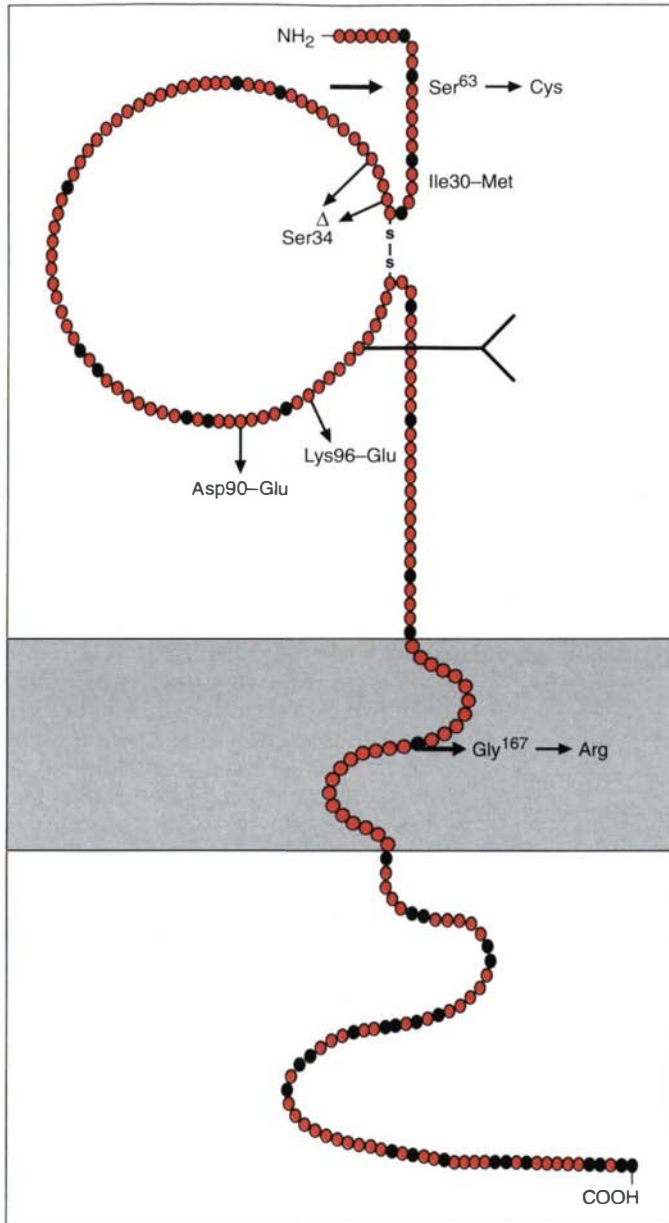 NH₂
Ser⁶³ → Cys
Ile30–Met
Δ
Ser34
s
s
Lys96–Glu
Asp90–Glu
Gly¹⁶⁷ → Arg
COOH